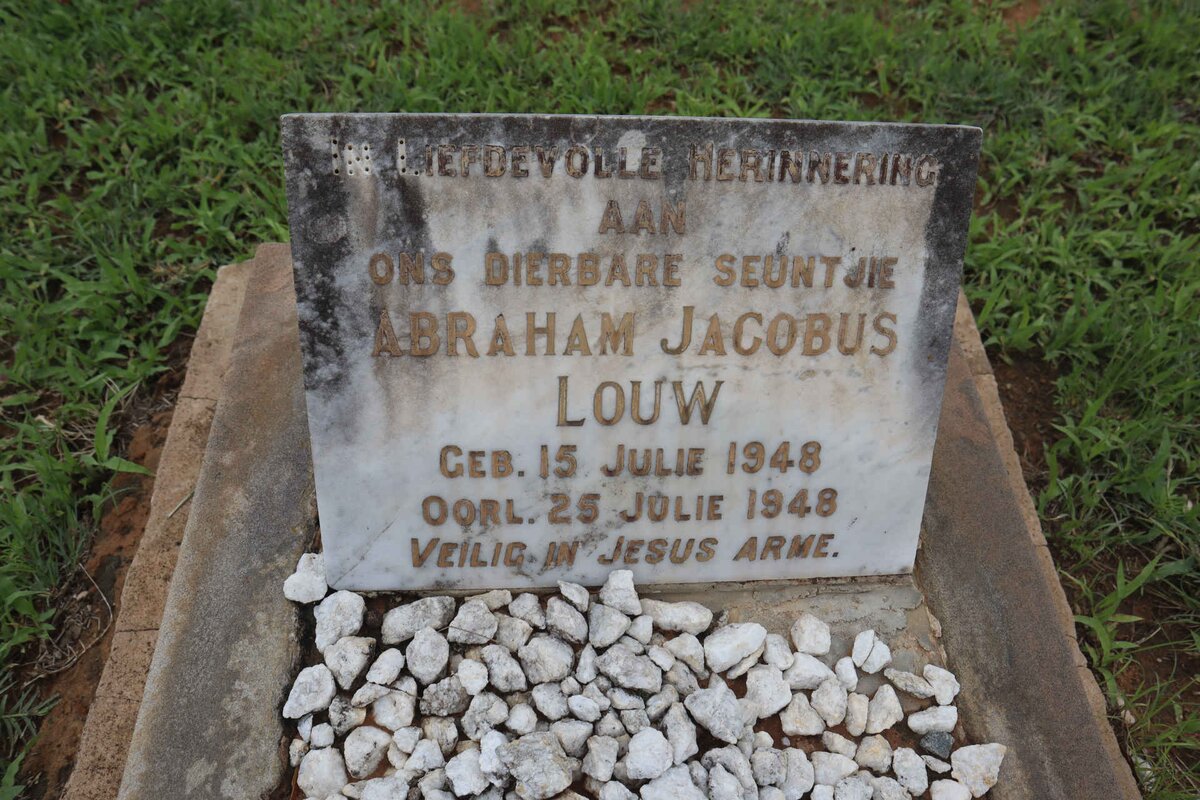 IN LIEFDEVOLLE HERINNERING
AAN
ONS DIERBARE SEUNTJIE
ABRAHAM JACOBUS
LOUW
GEB. 15 JULIE 1948
OORL. 25 JULIE 1948
VEILIG IN JESUS ARME.